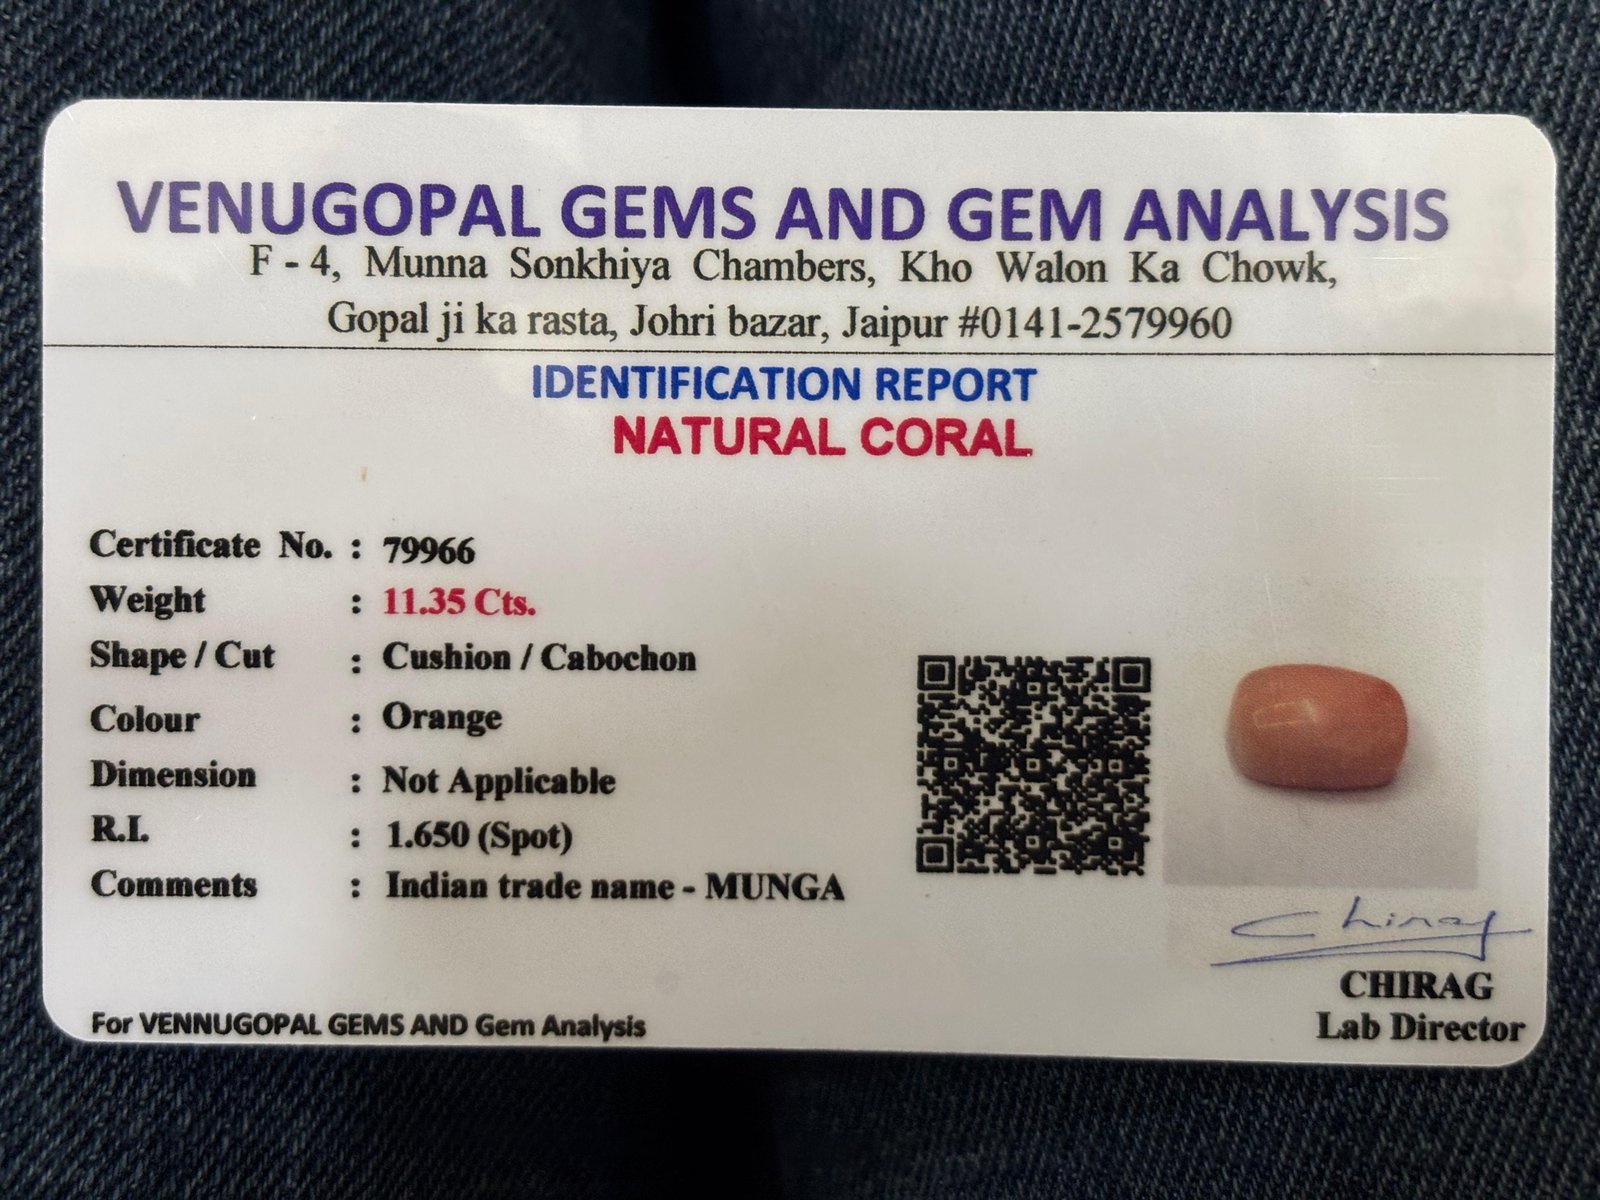 VENUGOPAL GEMS AND GEM ANALYSIS
F - 4, Munna Sonkhiya Chambers, Kho Walon Ka Chowk,
Gopal ji ka rasta, Johri bazar, Jaipur #0141-2579960
IDENTIFICATION REPORT
NATURAL CORAL
Certificate No. : 79966
Weight : 11.35 Cts.
Shape / Cut : Cushion / Cabochon
Colour : Orange
Dimension : Not Applicable
R.I. : 1.650 (Spot)
Comments : Indian trade name - MUNGA
Chirag
CHIRAG
Lab Director
For VENNUGOPAL GEMS AND Gem Analysis